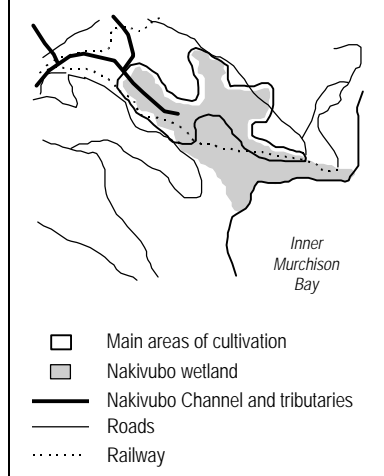 Inner
Murchison
Bay
Main areas of cultivation
Nakivubo wetland
Nakivubo Channel and tributaries
Roads
Railway